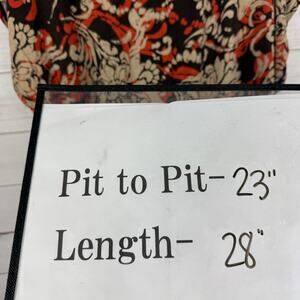 Pit to Pit- 23"
Length- 28"